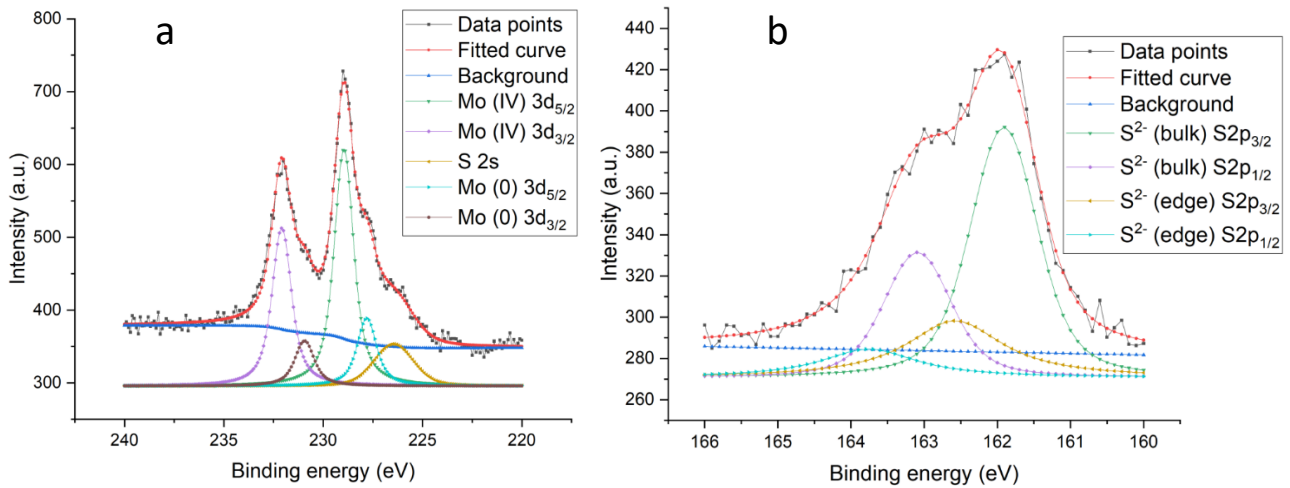 a
Data points
Fitted curve
Background
Mo (IV) 3d5/2
Mo (IV) 3d3/2
S 2s
Mo (0) 3d5/2
Mo (0) 3d3/2
800
700
600
500
400
300
Intensity (a.u.)
240
235
230
225
220
Binding energy (eV)
b
Data points
Fitted curve
Background
S2- (bulk) S2p3/2
S2- (bulk) S2p1/2
S2- (edge) S2p3/2
S2- (edge) S2p1/2
440
420
400
380
360
340
320
300
280
260
Intensity (a.u.)
166
165
164
163
162
161
160
Binding energy (eV)